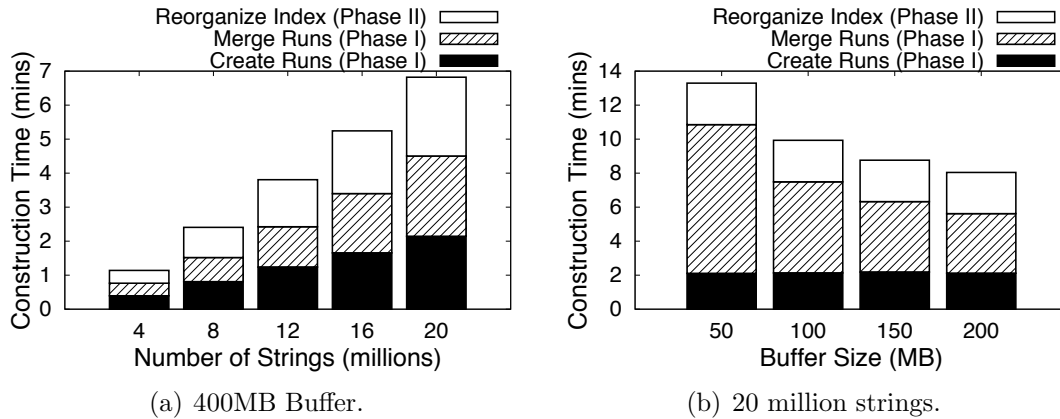 Reorganize Index (Phase II)
Merge Runs (Phase I)
Create Runs (Phase I)
Construction Time (mins)
7
6
5
4
3
2
1
0
4 8 12 16 20
Number of Strings (millions)
(a) 400MB Buffer.
Reorganize Index (Phase II)
Merge Runs (Phase I)
Create Runs (Phase I)
Construction Time (mins)
14
12
10
8
6
4
2
0
50 100 150 200
Buffer Size (MB)
(b) 20 million strings.